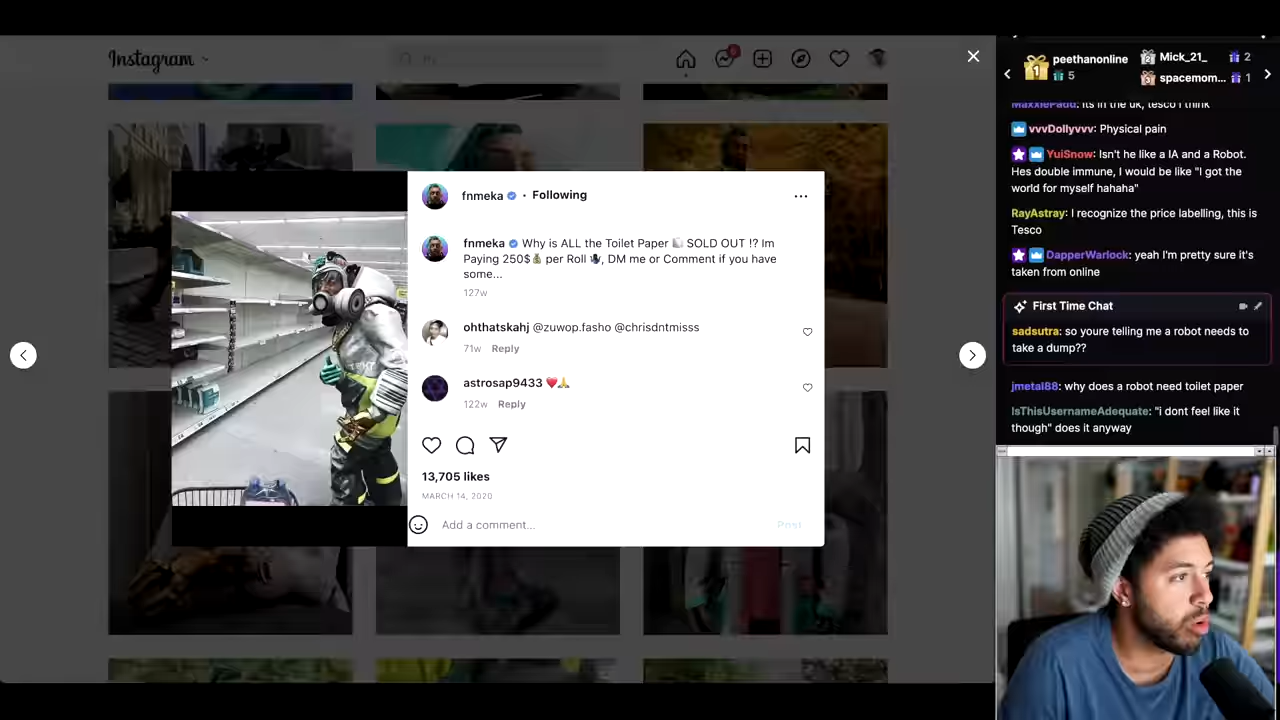 Instagram
fnmeka • Following
fnmeka Why is ALL the Toilet Paper 🧻 SOLD OUT !? Im
Paying 250$💰 per Roll, DM me or Comment if you have
some...
127w
ohthatskahj @zuwop.fasho @chrisdntmisss
71w Reply
astrosap9433 ❤️🙏
122w Reply
13,705 likes
MARCH 14, 2020
Add a comment...
Post
peethanonline
5
Mick_21_ 2
spacemom... 1
MaxxiePadd: its in the uk, tesco i think
vvvDollyvvv: Physical pain
YuiSnow: Isn't he like a IA and a Robot.
Hes double immune, I would be like "I got the
world for myself hahaha"
RayAstray: I recognize the price labelling, this is
Tesco
DapperWarlock: yeah I'm pretty sure it's
taken from online
First Time Chat
sadsutra: so youre telling me a robot needs to
take a dump??
jmetal88: why does a robot need toilet paper
IsThisUsernameAdequate: "i dont feel like it
though" does it anyway